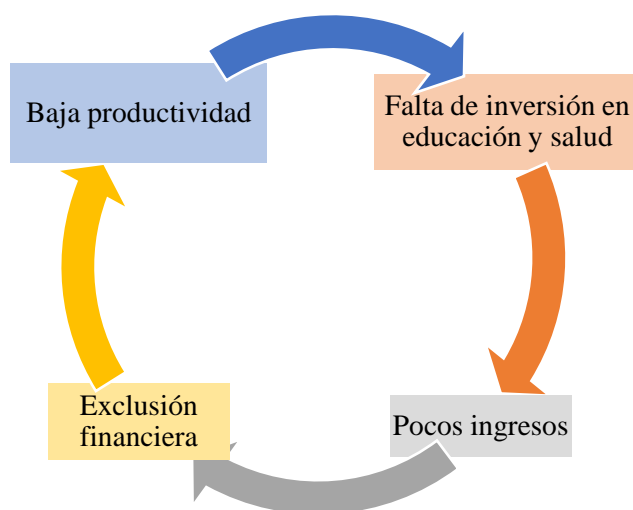 Baja productividad
Falta de inversión en
educación y salud
Pocos ingresos
Exclusión
financiera